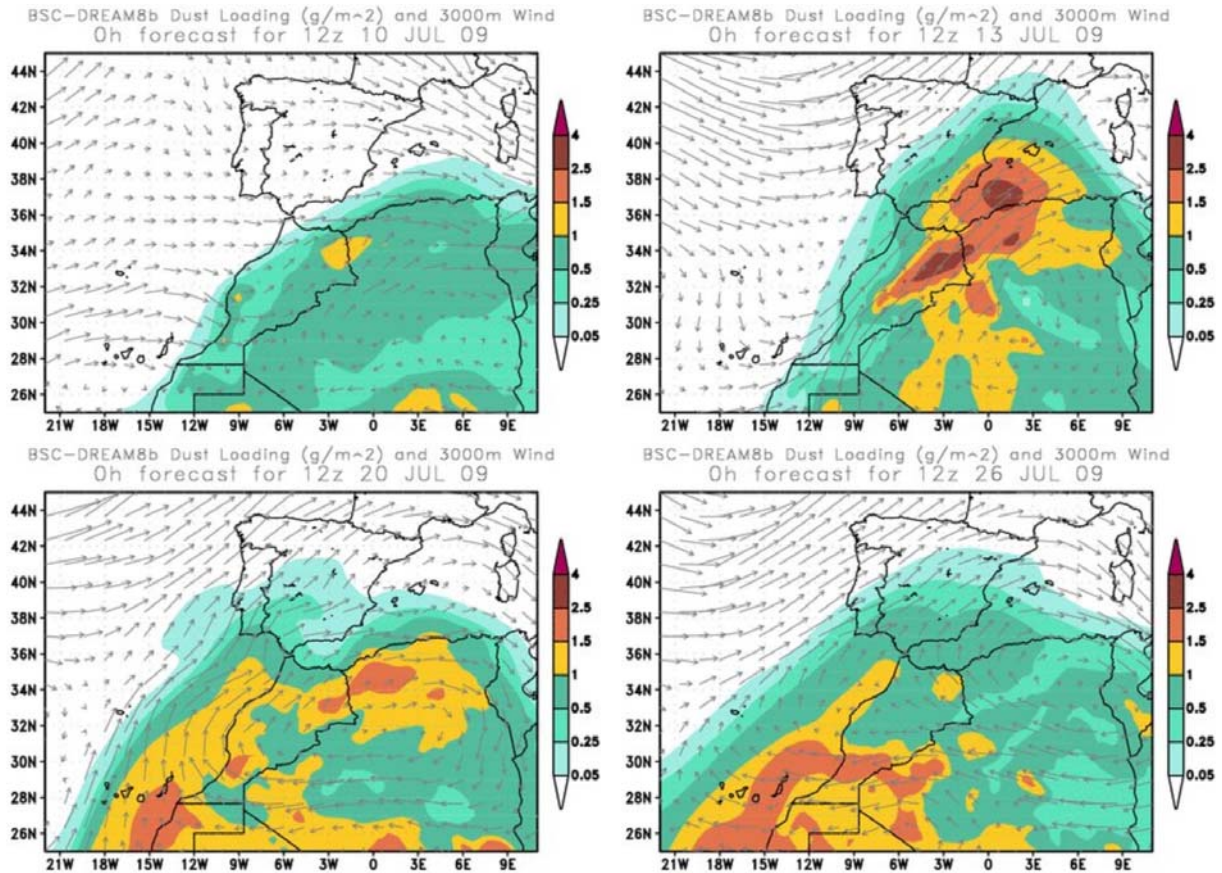 BSC-DREAM8b Dust Loading (g/m^2) and 3000m Wind
0h forecast for 12z 10 JUL 09
44N
42N
40N
38N
36N
34N
32N
30N
28N
26N
21W 18W 15W 12W 9W 6W 3W 0 3E 6E 9E
4
2.5
1.5
1
0.5
0.25
0.05
BSC-DREAM8b Dust Loading (g/m^2) and 3000m Wind
0h forecast for 12z 13 JUL 09
44N
42N
40N
38N
36N
34N
32N
30N
28N
26N
21W 18W 15W 12W 9W 6W 3W 0 3E 6E 9E
4
2.5
1.5
1
0.5
0.25
0.05
BSC-DREAM8b Dust Loading (g/m^2) and 3000m Wind
0h forecast for 12z 20 JUL 09
44N
42N
40N
38N
36N
34N
32N
30N
28N
26N
21W 18W 15W 12W 9W 6W 3W 0 3E 6E 9E
4
2.5
1.5
1
0.5
0.25
0.05
BSC-DREAM8b Dust Loading (g/m^2) and 3000m Wind
0h forecast for 12z 26 JUL 09
44N
42N
40N
38N
36N
34N
32N
30N
28N
26N
21W 18W 15W 12W 9W 6W 3W 0 3E 6E 9E
4
2.5
1.5
1
0.5
0.25
0.05